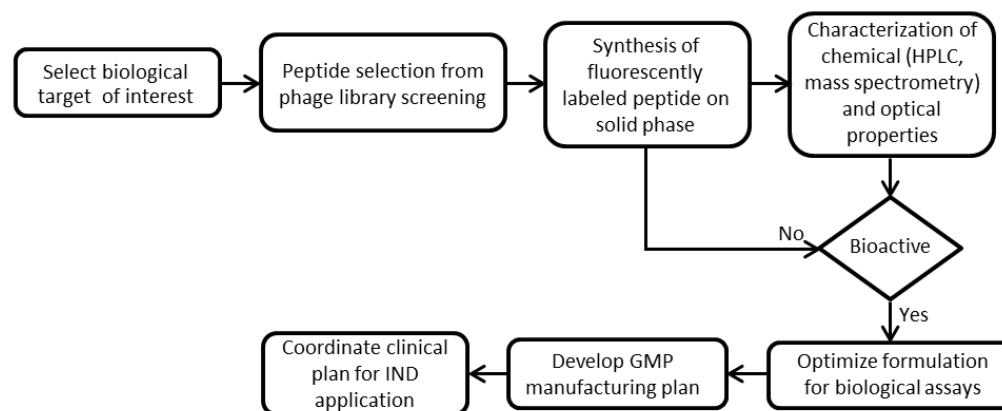 Select biological
target of interest
Peptide selection from
phage library screening
Synthesis of
fluorescently
labeled peptide on
solid phase
Characterization of
chemical (HPLC,
mass spectrometry)
and optical
properties
No
Bioactive
Yes
Optimize formulation
for biological assays
Develop GMP
manufacturing plan
Coordinate clinical
plan for IND
application